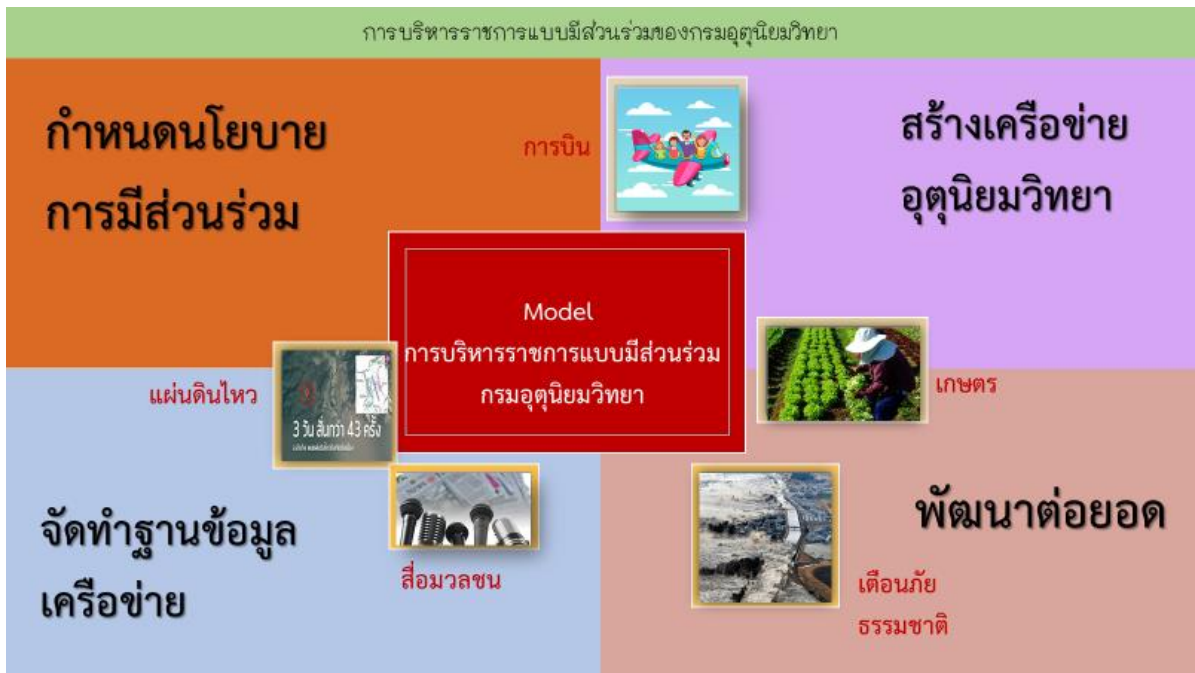 การบริหารราชการแบบมีส่วนร่วมของกรมอุตุนิยมวิทยา
กำหนดนโยบาย
การมีส่วนร่วม
การบิน
สร้างเครือข่าย
อุตุนิยมวิทยา
Model
การบริหารราชการแบบมีส่วนร่วม
กรมอุตุนิยมวิทยา
แผ่นดินไหว
3 วัน สั่นกว่า 43 ครั้ง
เกษตร
จัดทำฐานข้อมูล
เครือข่าย
สื่อมวลชน
พัฒนาต่อยอด
เตือนภัย
ธรรมชาติ